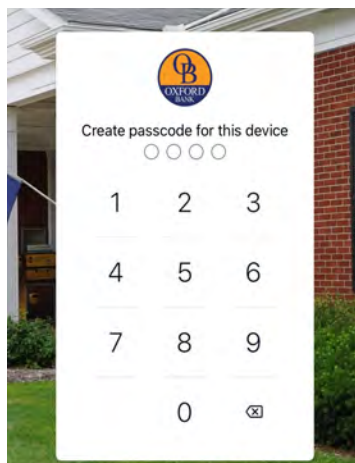 OB
OXFORD
BANK
Create passcode for this device
1 2 3
4 5 6
7 8 9
0